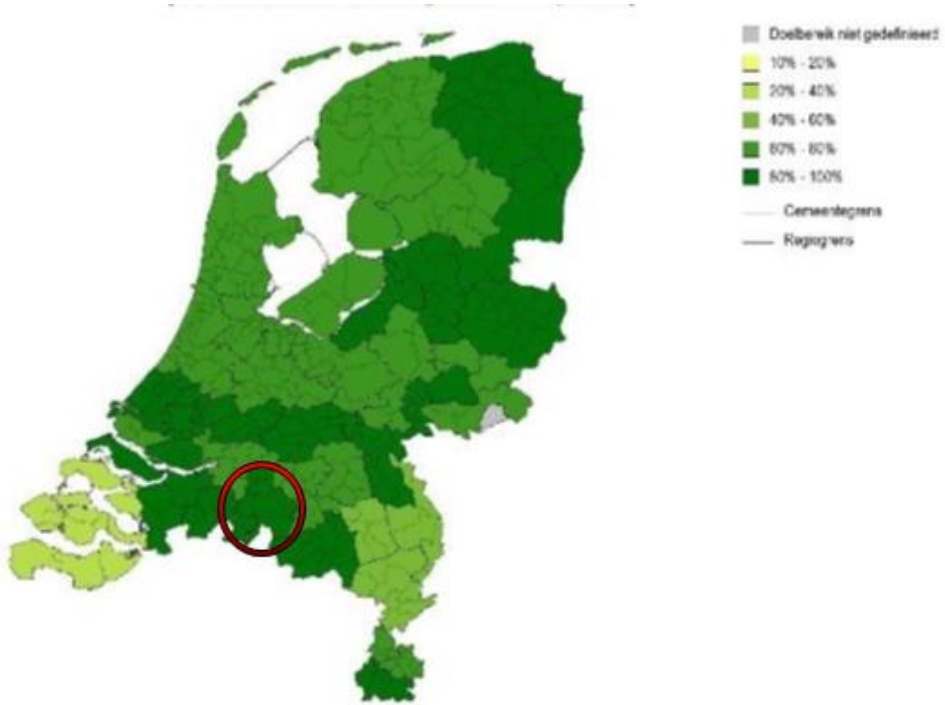 Doelbereik niet gedefinieerd
10% - 20%
20% - 40%
40% - 60%
60% - 80%
80% - 100%
Gemeentegrens
Regiogrens